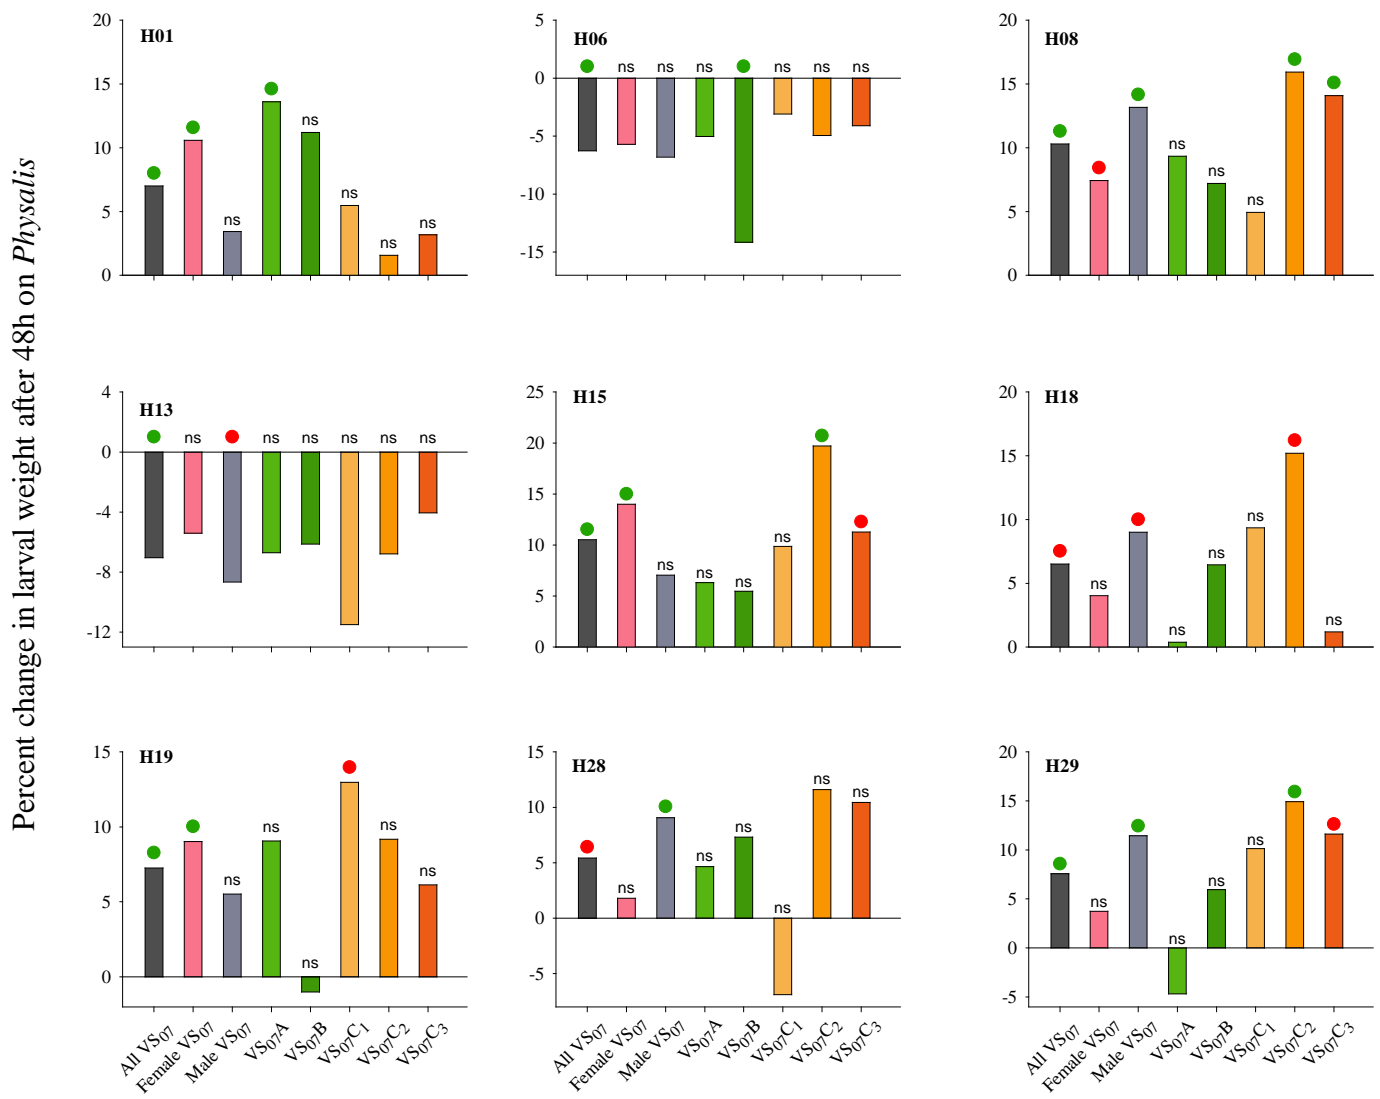 Percent change in larval weight after 48h on Physalis
H01
20
15
10
5
0
ns
ns
ns
ns
ns
H06
5
0
-5
-10
-15
ns
ns
ns
ns
ns
ns
H08
20
15
10
5
0
ns
ns
ns
H13
4
0
-4
-8
-12
ns
ns
ns
ns
ns
ns
H15
25
20
15
10
5
0
ns
ns
ns
ns
H18
20
15
10
5
0
ns
ns
ns
ns
ns
H19
15
10
5
0
ns
ns
ns
ns
ns
All VS07
Female VS07
Male VS07
VS07A
VS07B
VS07C1
VS07C2
VS07C3
H28
15
10
5
0
-5
ns
ns
ns
ns
ns
ns
All VS07
Female VS07
Male VS07
VS07A
VS07B
VS07C1
VS07C2
VS07C3
H29
20
15
10
5
0
-5
ns
ns
ns
ns
All VS07
Female VS07
Male VS07
VS07A
VS07B
VS07C1
VS07C2
VS07C3